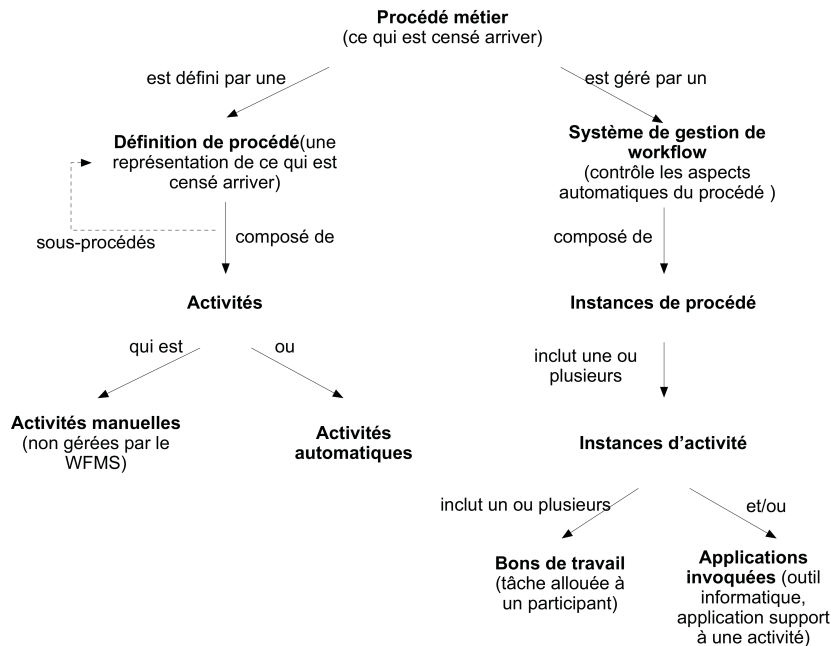 Procédé métier
(ce qui est censé arriver)
est défini par une
est géré par un
Définition de procédé(une
représentation de ce qui est
censé arriver)
Système de gestion de
workflow
(contrôle les aspects
automatiques du procédé )
sous-procédés
composé de
composé de
Activités
Instances de procédé
qui est
ou
inclut une ou
plusieurs
Activités manuelles
(non gérées par le
WFMS)
Activités
automatiques
Instances d’activité
inclut un ou plusieurs
et/ou
Bons de travail
(tâche allouée à
un participant)
Applications
invoquées (outil
informatique,
application support
à une activité)